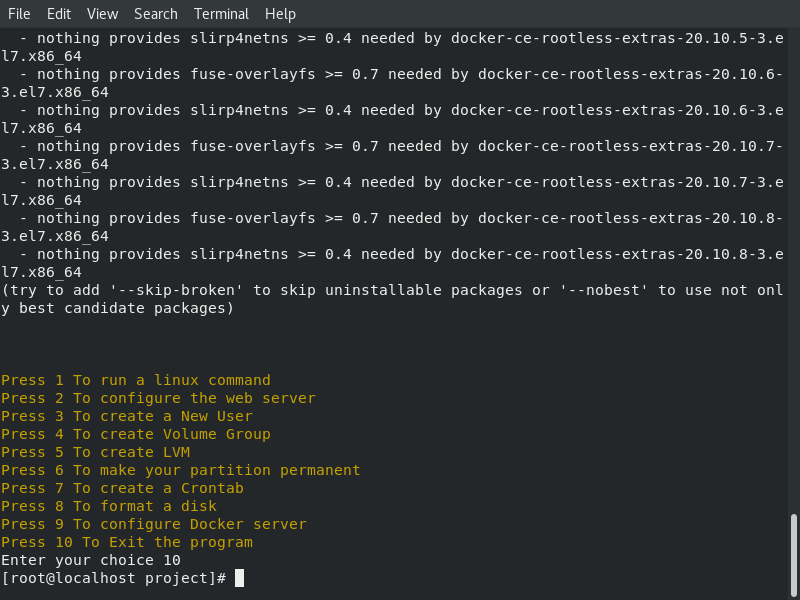 File Edit View Search Terminal Help
  - nothing provides slirp4netns >= 0.4 needed by docker-ce-rootless-extras-20.10.5-3.e
l7.x86_64
  - nothing provides fuse-overlayfs >= 0.7 needed by docker-ce-rootless-extras-20.10.6-
3.el7.x86_64
  - nothing provides slirp4netns >= 0.4 needed by docker-ce-rootless-extras-20.10.6-3.e
l7.x86_64
  - nothing provides fuse-overlayfs >= 0.7 needed by docker-ce-rootless-extras-20.10.7-
3.el7.x86_64
  - nothing provides slirp4netns >= 0.4 needed by docker-ce-rootless-extras-20.10.7-3.e
l7.x86_64
  - nothing provides fuse-overlayfs >= 0.7 needed by docker-ce-rootless-extras-20.10.8-
3.el7.x86_64
  - nothing provides slirp4netns >= 0.4 needed by docker-ce-rootless-extras-20.10.8-3.e
l7.x86_64
(try to add '--skip-broken' to skip uninstallable packages or '--nobest' to use not onl
y best candidate packages)
Press 1 To run a linux command
Press 2 To configure the web server
Press 3 To create a New User
Press 4 To create Volume Group
Press 5 To create LVM
Press 6 To make your partition permanent
Press 7 To create a Crontab
Press 8 To format a disk
Press 9 To configure Docker server
Press 10 To Exit the program
Enter your choice 10
[root@localhost project]#